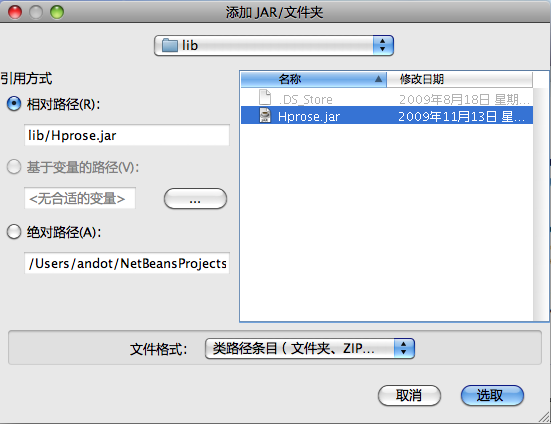 添加 JAR/文件夹
lib
引用方式
相对路径(R):
lib/Hprose.jar
基于变量的路径(V):
<无合适的变量>
...
绝对路径(A):
/Users/andot/NetBeansProjects
名称 修改日期
.DS_Store 2009年8月18日 星期...
Hprose.jar 2009年11月13日 星...
文件格式: 类路径条目 ( 文件夹、ZIP...
取消 选取